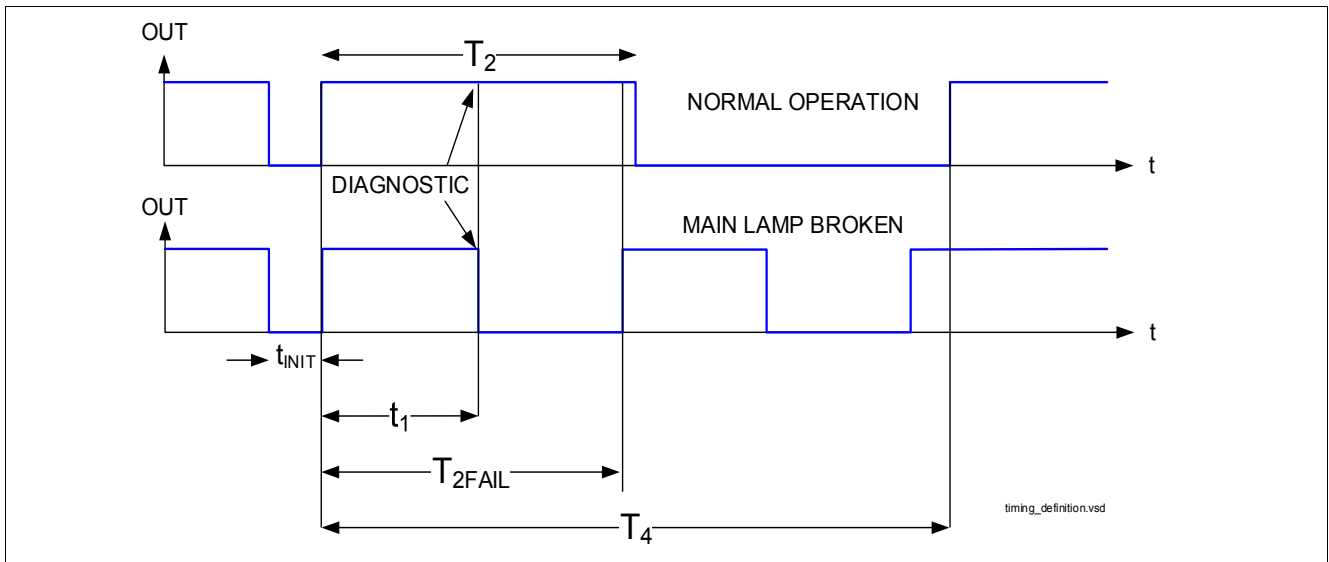 OUT
T2
NORMAL OPERATION
t
DIAGNOSTIC
OUT
MAIN LAMP BROKEN
t
tINIT
t1
T2FAIL
timing_definition.vsd
T4